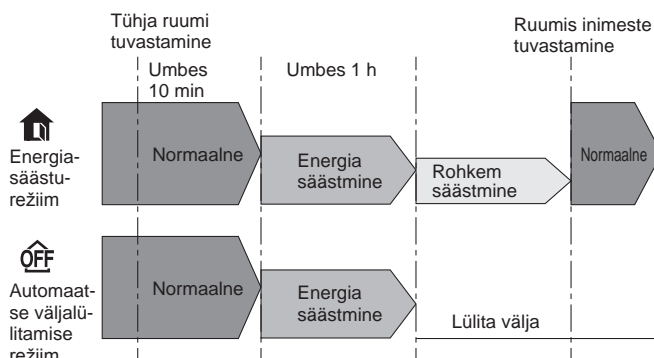 Tühja ruumi
tuvastamine
Ruumis inimeste
tuvastamine
Umbes
10 min
Umbes 1 h
Energia-
säästu-
režiim
Normaalne
Energia
säästmine
Rohkem
säästmine
Normaalne
OFF
Automaat-
se väljalü-
litamise
režiim
Normaalne
Energia
säästmine
Lülita välja